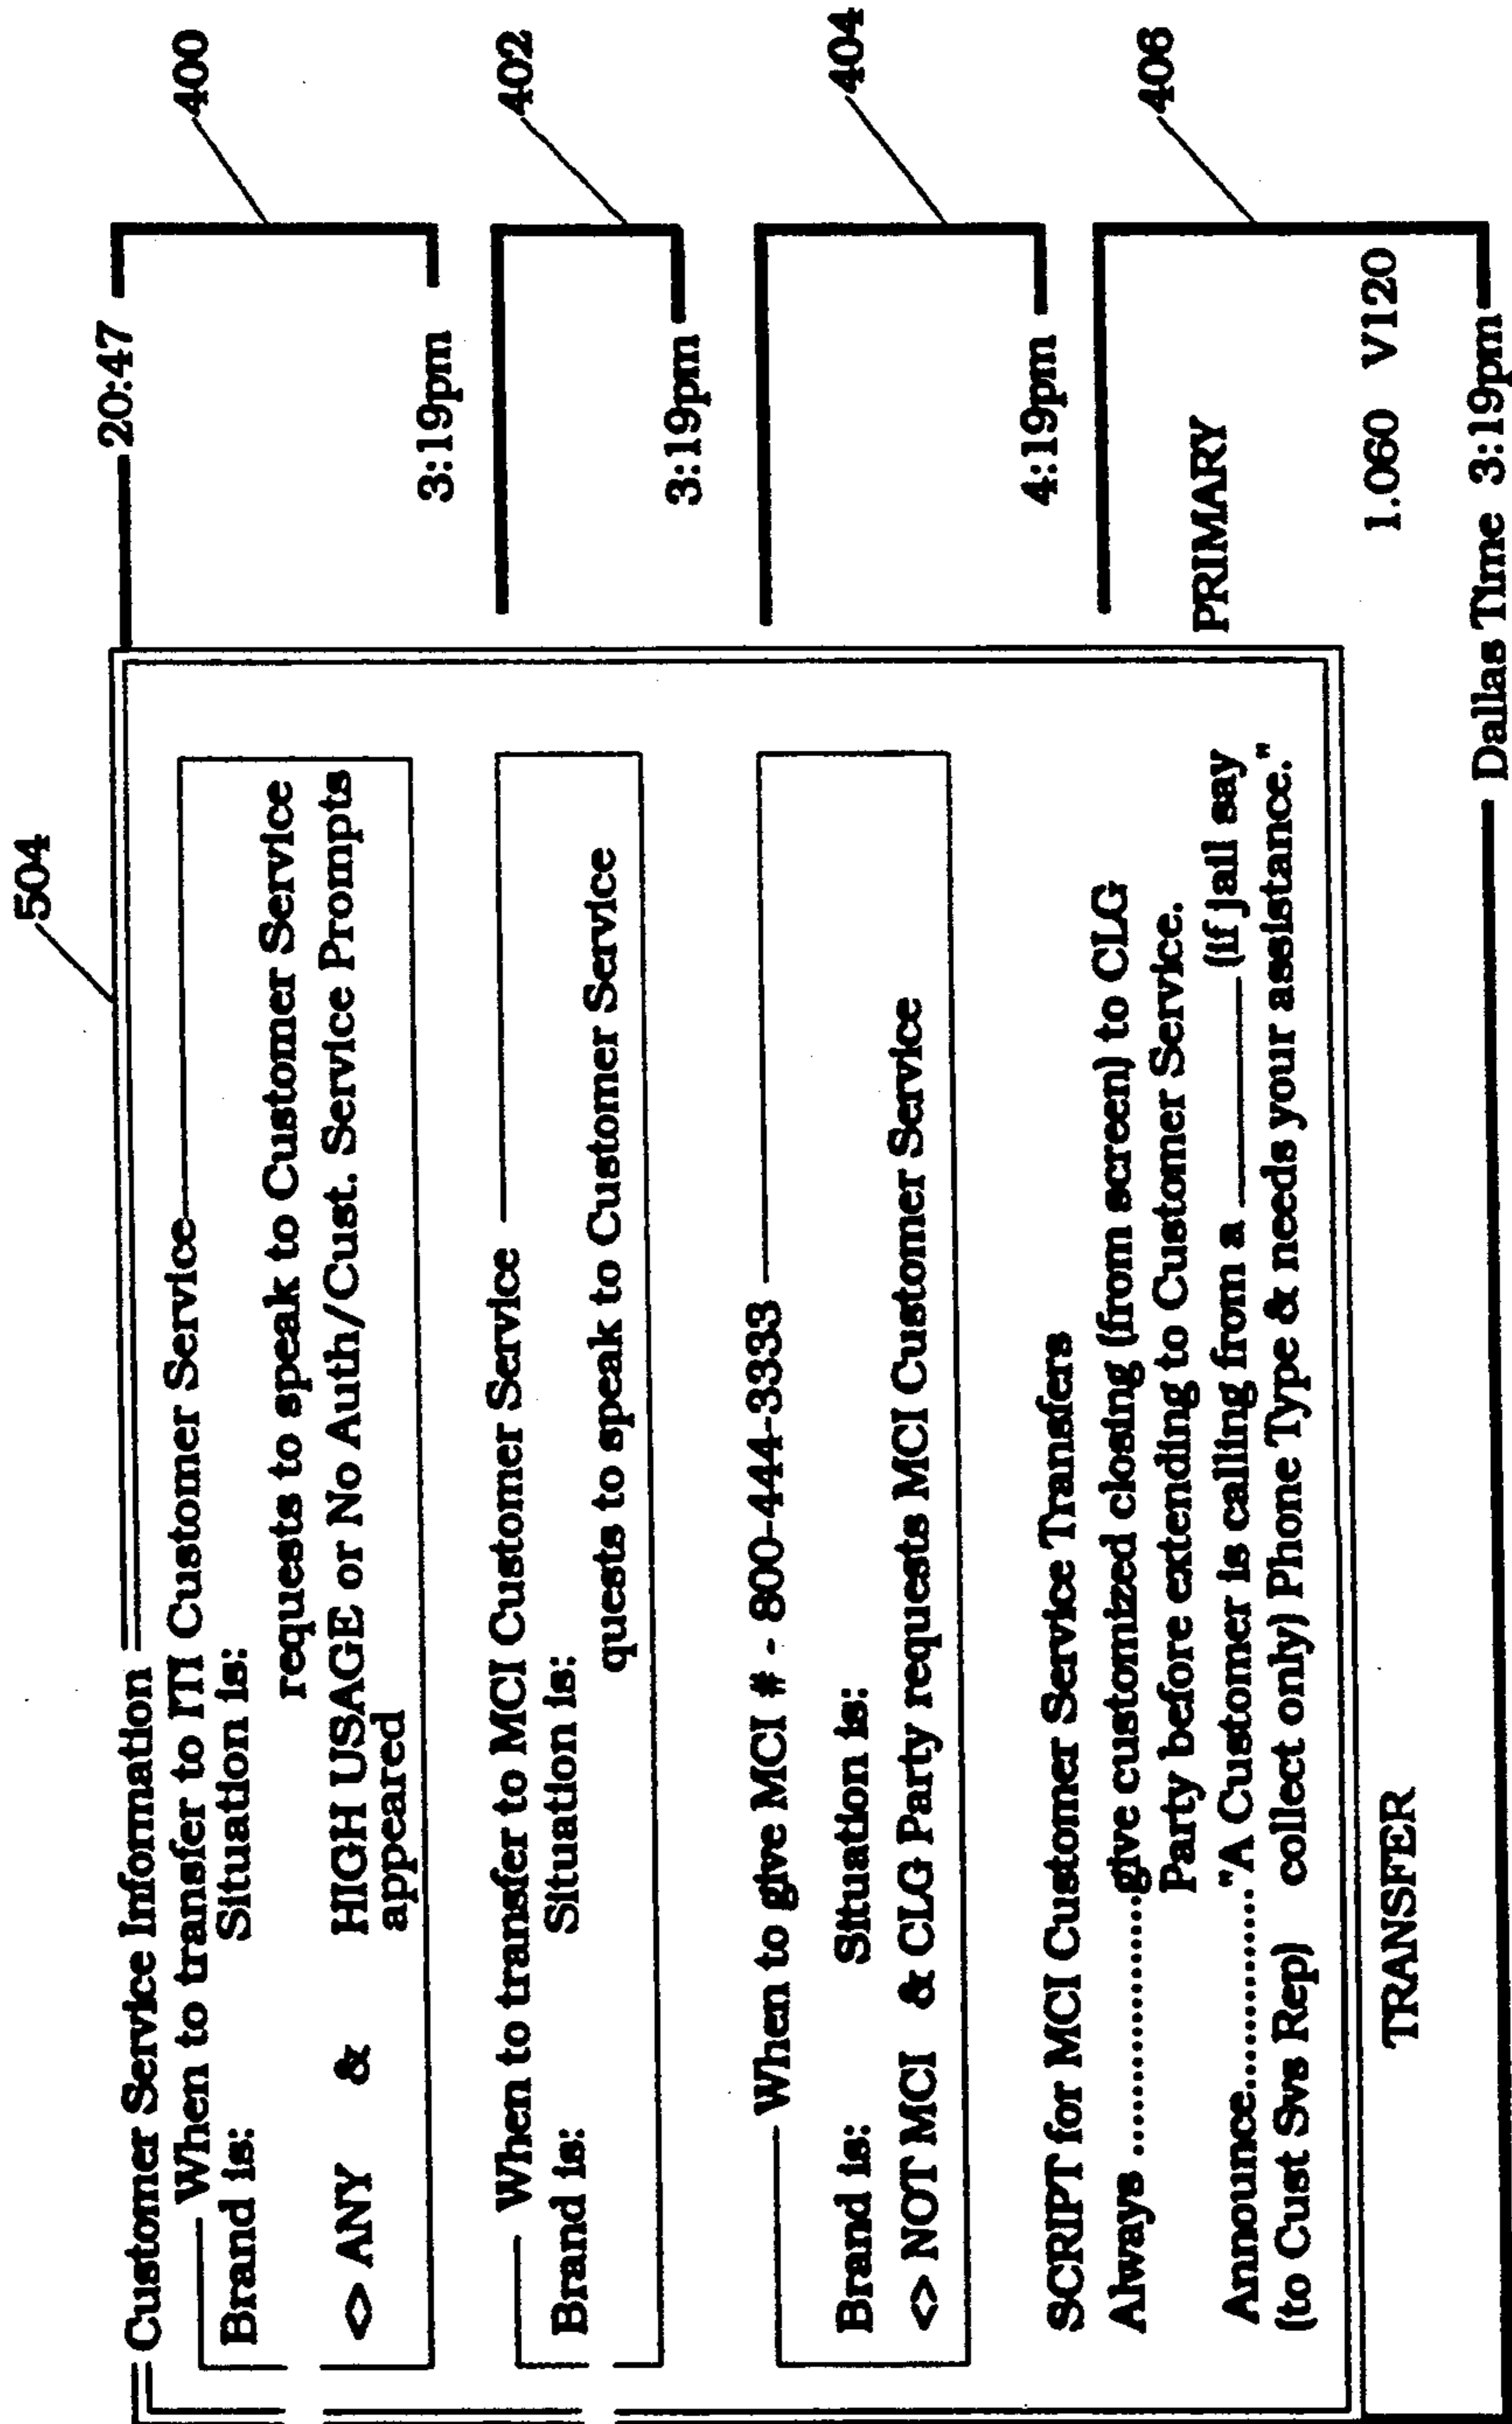 504
Customer Service Information
20:47
400
When to transfer to ITI Customer Service
Brand is: Situation is:
requests to speak to Customer Service
<> ANY & HIGH USAGE or No Auth/Cust. Service Prompts
appeared
3:19pm
402
When to transfer to MCI Customer Service
Brand is: Situation is:
quests to speak to Customer Service
3:19pm
404
When to give MCI # - 800-444-3333
Brand is: Situation is:
<> NOT MCI & CLG Party requests MCI Customer Service
4:19pm
406
SCRIPT for MCI Customer Service Transfers
Always ...................give customized closing (from screen) to CLG
Party before extending to Customer Service.
PRIMARY
Announce............... "A Customer is calling from a ______ (if jail say
(to Cust Svs Rep) collect only) Phone Type & needs your assistance."
TRANSFER
1.060 V120
Dallas Time 3:19pm